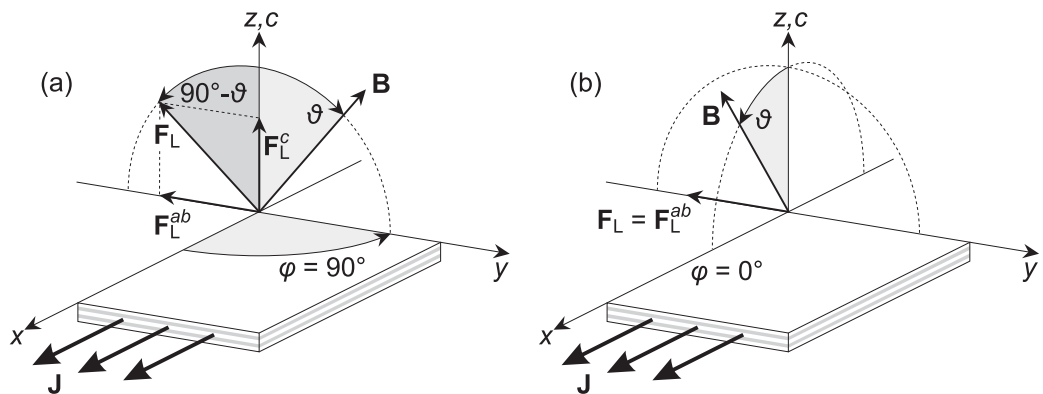 (a)
z,c
90°-ϑ
B
ϑ
F_L
F_L^c
F_L^ab
φ = 90°
y
x
J
(b)
z,c
B
ϑ
F_L = F_L^ab
φ = 0°
y
x
J